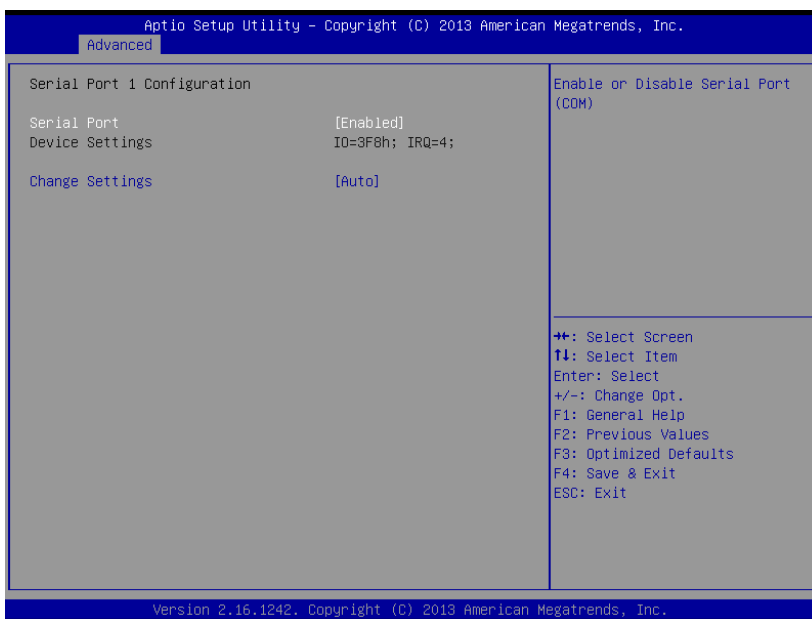 Aptio Setup Utility – Copyright (C) 2013 American Megatrends, Inc.
Advanced
Serial Port 1 Configuration
Serial Port [Enabled]
Device Settings IO=3F8h; IRQ=4;
Change Settings [Auto]
Enable or Disable Serial Port
(COM)
→←: Select Screen
↑↓: Select Item
Enter: Select
+/-: Change Opt.
F1: General Help
F2: Previous Values
F3: Optimized Defaults
F4: Save & Exit
ESC: Exit
Version 2.16.1242. Copyright (C) 2013 American Megatrends, Inc.